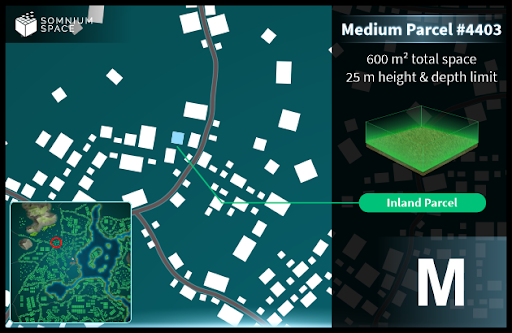 SOMNIUM
SPACE
Medium Parcel #4403
600 m² total space
25 m height & depth limit
Inland Parcel
M